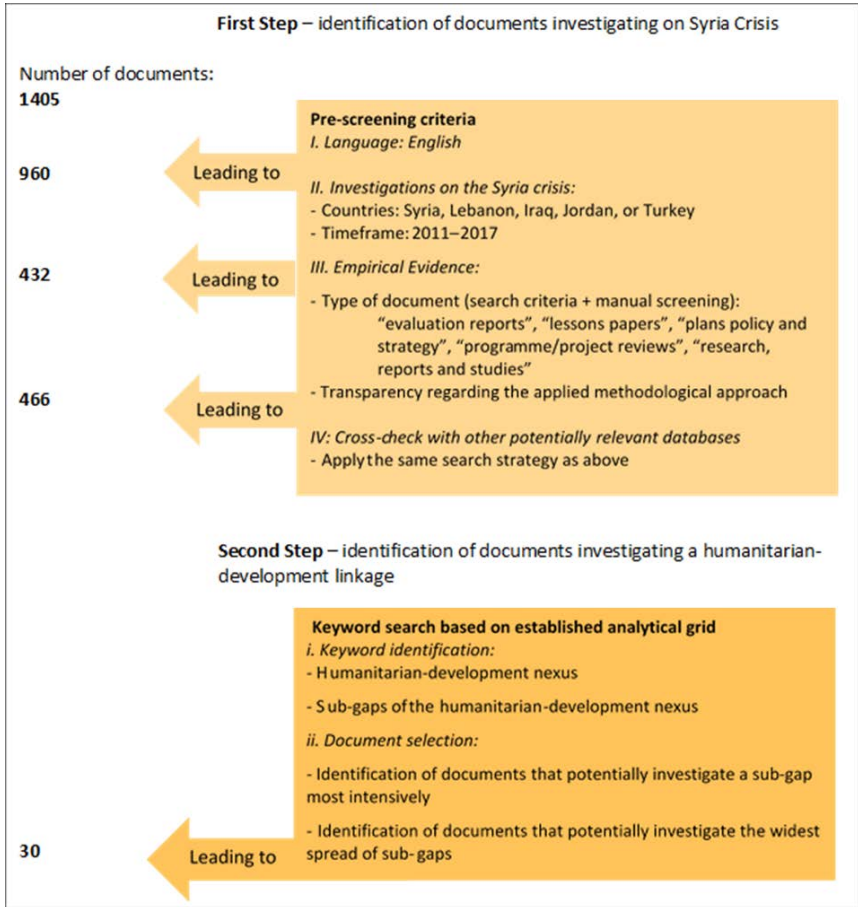 First Step – identification of documents investigating on Syria Crisis
Number of documents:
1405
Pre-screening criteria
I. Language: English
960
Leading to
II. Investigations on the Syria crisis:
- Countries: Syria, Lebanon, Iraq, Jordan, or Turkey
- Timeframe: 2011–2017
432
Leading to
III. Empirical Evidence:
- Type of document (search criteria + manual screening):
“evaluation reports”, “lessons papers”, “plans policy and
strategy”, “programme/project reviews”, “research,
reports and studies”
- Transparency regarding the applied methodological approach
466
Leading to
IV: Cross-check with other potentially relevant databases
- Apply the same search strategy as above
Second Step – identification of documents investigating a humanitarian-
development linkage
Keyword search based on established analytical grid
i. Keyword identification:
- Humanitarian-development nexus
- Sub-gaps of the humanitarian-development nexus
ii. Document selection:
- Identification of documents that potentially investigate a sub-gap
most intensively
- Identification of documents that potentially investigate the widest
spread of sub-gaps
30
Leading to